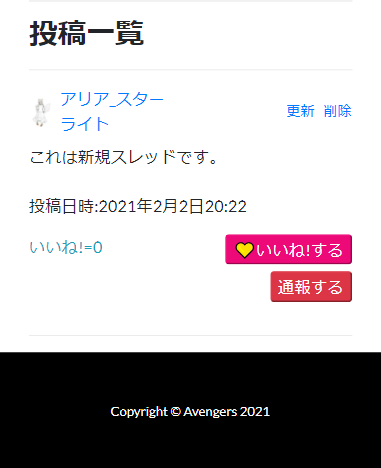 投稿一覧
アリア_スター
ライト
更新 削除
これは新規スレッドです。
投稿日時:2021年2月2日20:22
いいね!=0
いいね!する
通報する
Copyright © Avengers 2021